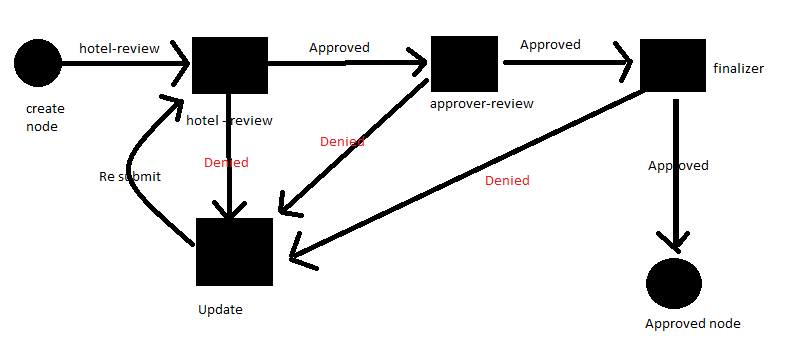 hotel-review
Approved
Approved
finalizer
create
node
hotel -review
approver-review
Denied
Denied
Re submit
Denied
Approved
Update
Approved node